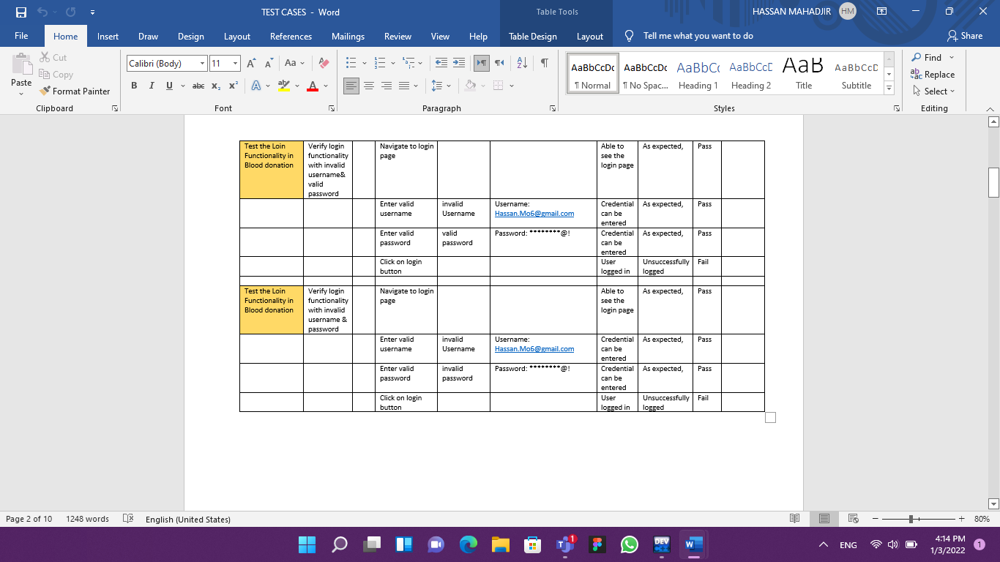 TEST CASES - Word
Table Tools
HASSAN MAHADJIR
HM
File
Home
Insert
Draw
Design
Layout
References
Mailings
Review
View
Help
Table Design
Layout
Tell me what you want to do
Share
Paste
Cut
Copy
Format Painter
Clipboard
Calibri (Body)
11
Font
Paragraph
AaBbCcDc
¶ Normal
AaBbCcDc
¶ No Spac...
AaBbCc
Heading 1
AaBbCcD
Heading 2
AaB
Title
AaBbCcD
Subtitle
Styles
Find
Replace
Select
Editing
Test the Loin
Functionality in
Blood donation
Verify login
functionality
with invalid
username&
valid
password
Navigate to login
page
Able to
see the
login page
As expected,
Pass
Enter valid
username
invalid
Username
Username:
Hassan.Mo6@gmail.com
Credential
can be
entered
As expected,
Pass
Enter valid
password
valid
password
Password: ********@!
Credential
can be
entered
As expected,
Pass
Click on login
button
User
logged in
Unsuccessfully
logged
Fail
Test the Loin
Functionality in
Blood donation
Verify login
functionality
with invalid
username &
password
Navigate to login
page
Able to
see the
login page
As expected,
Pass
Enter valid
username
invalid
Username
Username:
Hassan.Mo6@gmail.com
Credential
can be
entered
As expected,
Pass
Enter valid
password
invalid
password
Password: ********@!
Credential
can be
entered
As expected,
Pass
Click on login
button
User
logged in
Unsuccessfully
logged
Fail
Page 2 of 10
1248 words
English (United States)
80%
1
DEV
ENG
4:14 PM
1/3/2022
1